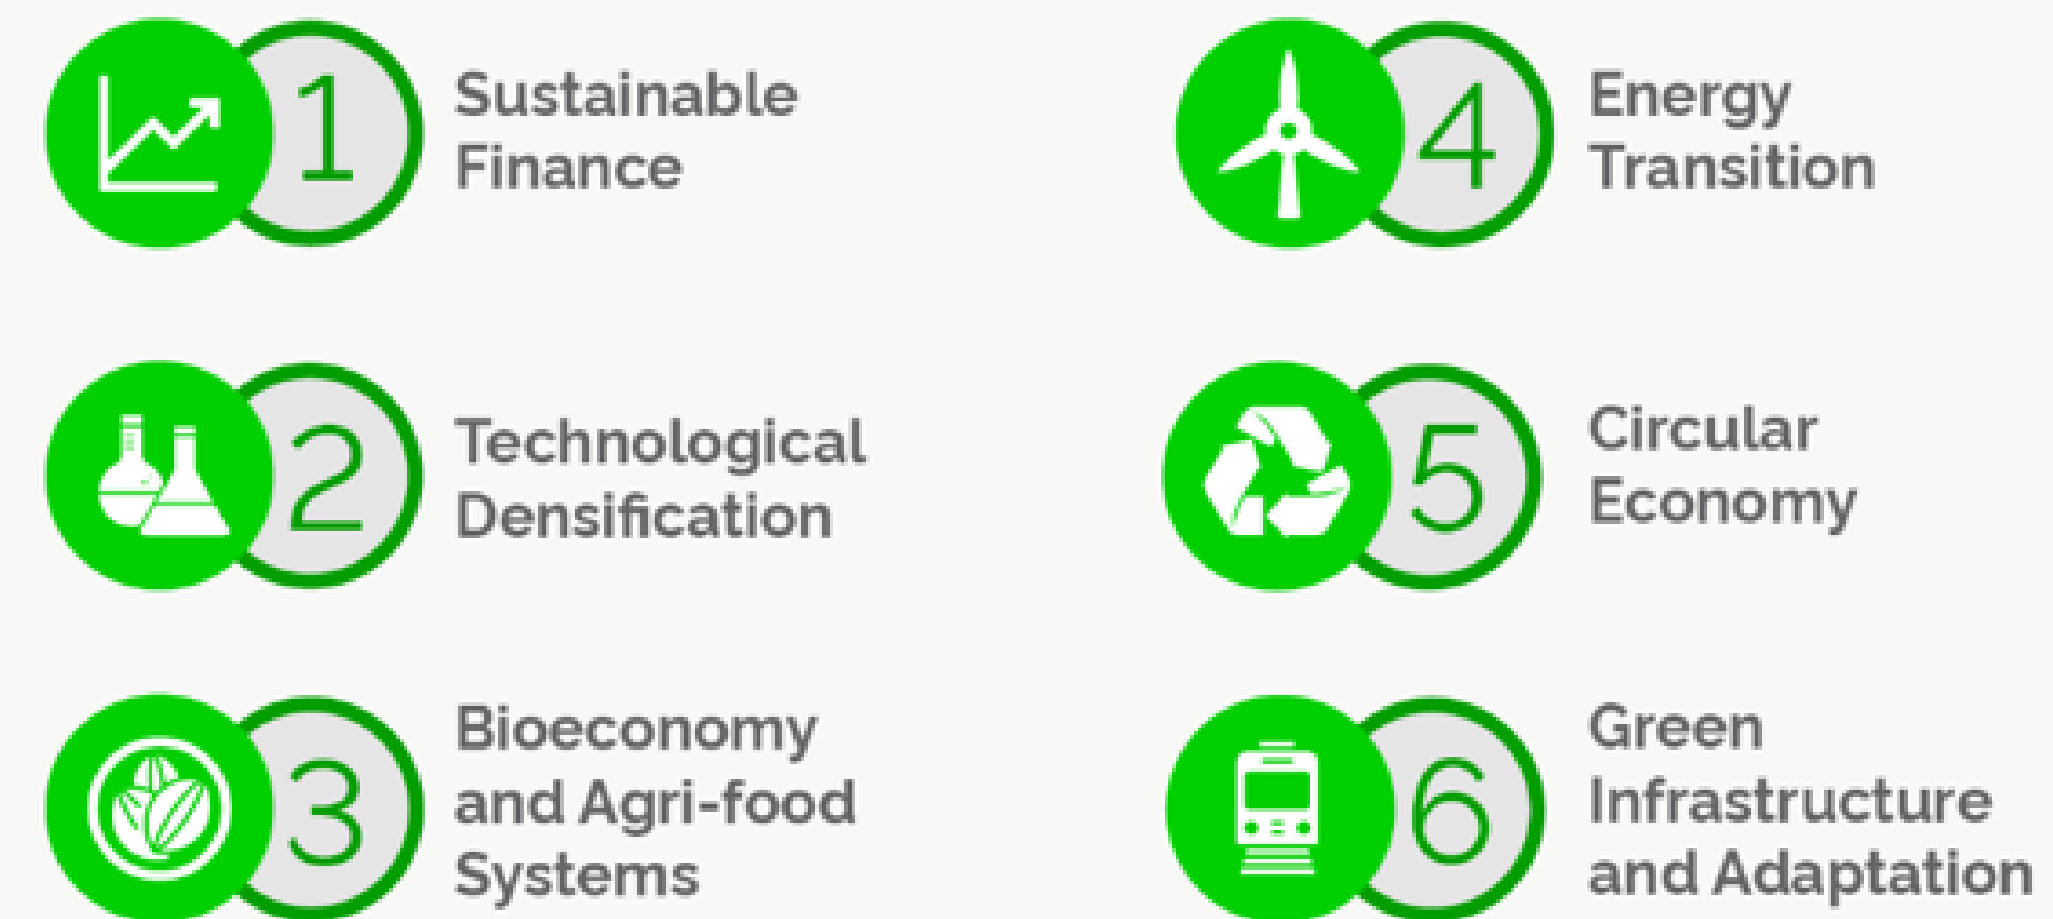 1
Sustainable
Finance
2
Technological
Densification
3
Bioeconomy
and Agri-food
Systems
4
Energy
Transition
5
Circular
Economy
6
Green
Infrastructure
and Adaptation